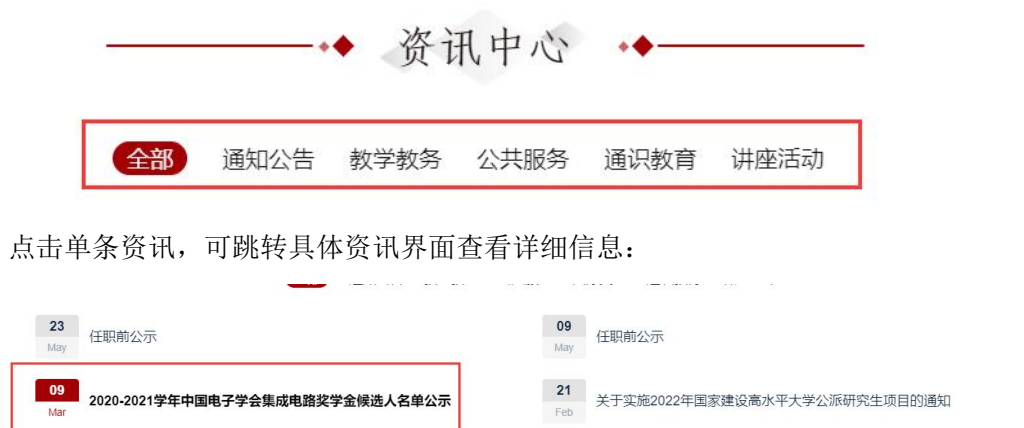 资讯中心
全部 通知公告 教学教务 公共服务 通识教育 讲座活动
点击单条资讯，可跳转具体资讯界面查看详细信息：
23
May
任职前公示
09
May
任职前公示
09
Mar
2020-2021学年中国电子学会集成电路奖学金候选人名单公示
21
Feb
关于实施2022年国家建设高水平大学公派研究生项目的通知